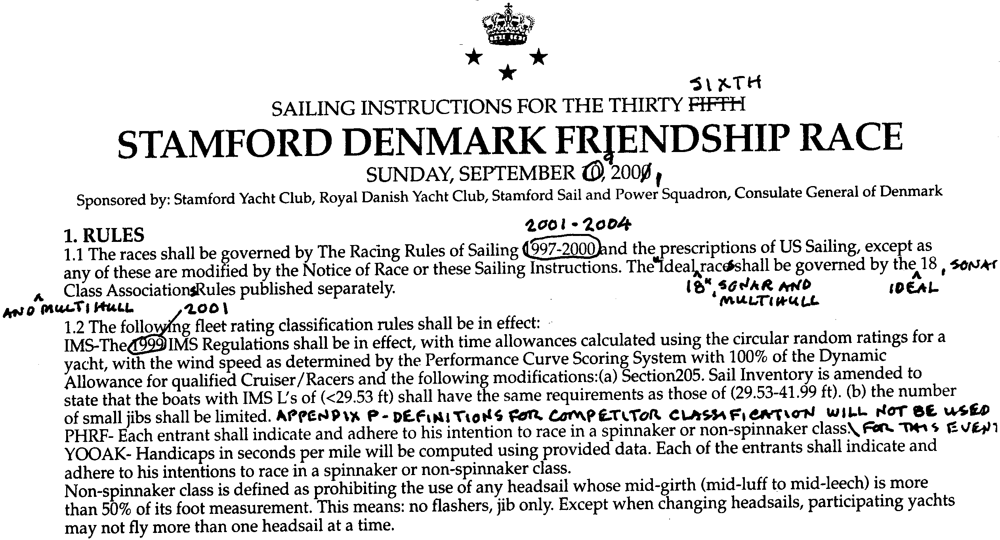 SIXTH
SAILING INSTRUCTIONS FOR THE THIRTY FIFTH
STAMFORD DENMARK FRIENDSHIP RACE
9
SUNDAY, SEPTEMBER 10, 2000 1
Sponsored by: Stamford Yacht Club, Royal Danish Yacht Club, Stamford Sail and Power Squadron, Consulate General of Denmark
2001 - 2004
1. RULES
1.1 The races shall be governed by The Racing Rules of Sailing 1997-2000 and the prescriptions of US Sailing, except as
any of these are modified by the Notice of Race or these Sailing Instructions. The "Ideal races shall be governed by the 18 , SONAR
18", SONAR AND IDEAL
Class Associations Rules published separately.
MULTIHULL
AND MULTIHULL 2001
1.2 The following fleet rating classification rules shall be in effect:
IMS-The 1999 IMS Regulations shall be in effect, with time allowances calculated using the circular random ratings for a
yacht, with the wind speed as determined by the Performance Curve Scoring System with 100% of the Dynamic
Allowance for qualified Cruiser/Racers and the following modifications:(a) Section205. Sail Inventory is amended to
state that the boats with IMS L's of (<29.53 ft) shall have the same requirements as those of (29.53-41.99 ft). (b) the number
of small jibs shall be limited. APPENDIX P - DEFINITIONS FOR COMPETITOR CLASSIFICATION WILL NOT BE USED
PHRF- Each entrant shall indicate and adhere to his intention to race in a spinnaker or non-spinnaker class. \ FOR THIS EVENT
YOOAK- Handicaps in seconds per mile will be computed using provided data. Each of the entrants shall indicate and
adhere to his intentions to race in a spinnaker or non-spinnaker class.
Non-spinnaker class is defined as prohibiting the use of any headsail whose mid-girth (mid-luff to mid-leech) is more
than 50% of its foot measurement. This means: no flashers, jib only. Except when changing headsails, participating yachts
may not fly more than one headsail at a time.